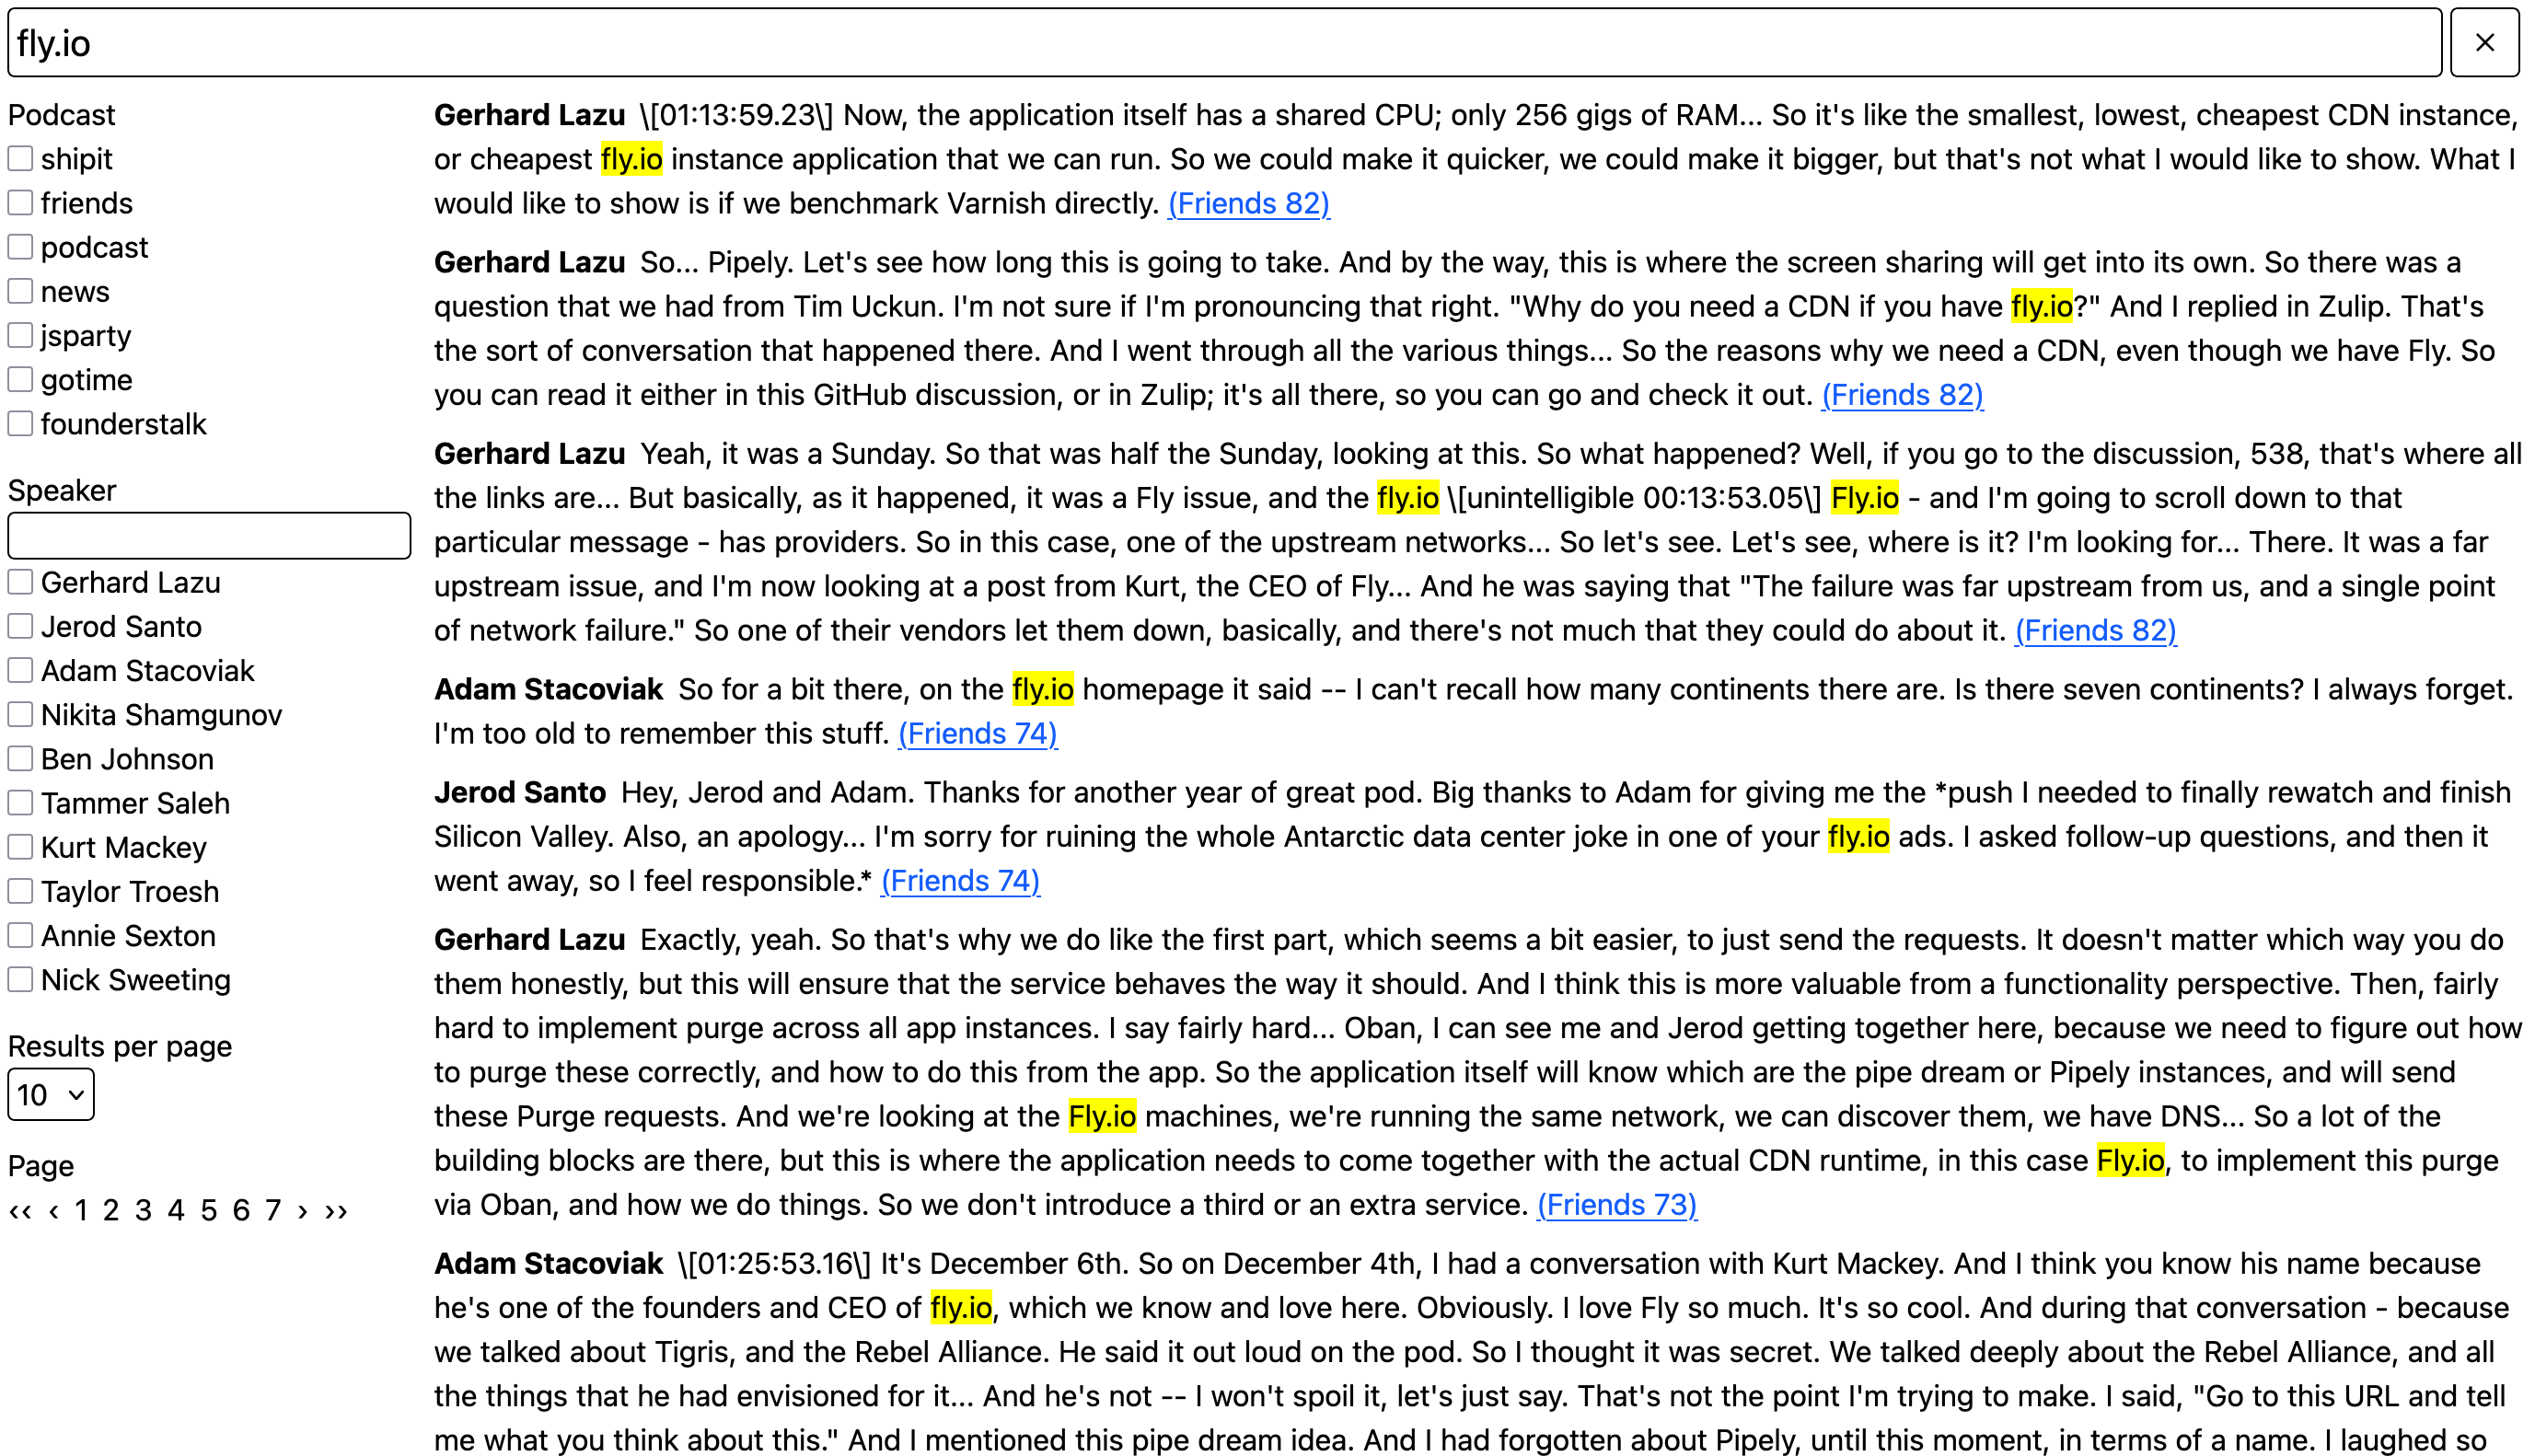 fly.io
×
Podcast
shipit
friends
podcast
news
jsparty
gotime
founderstalk
Speaker
Gerhard Lazu
Jerod Santo
Adam Stacoviak
Nikita Shamgunov
Ben Johnson
Tammer Saleh
Kurt Mackey
Taylor Troesh
Annie Sexton
Nick Sweeting
Results per page
10
Page
‹‹ ‹ 1 2 3 4 5 6 7 › ››
Gerhard Lazu \[01:13:59.23\] Now, the application itself has a shared CPU; only 256 gigs of RAM... So it's like the smallest, lowest, cheapest CDN instance,
or cheapest fly.io instance application that we can run. So we could make it quicker, we could make it bigger, but that's not what I would like to show. What I
would like to show is if we benchmark Varnish directly. (Friends 82)
Gerhard Lazu So... Pipely. Let's see how long this is going to take. And by the way, this is where the screen sharing will get into its own. So there was a
question that we had from Tim Uckun. I'm not sure if I'm pronouncing that right. "Why do you need a CDN if you have fly.io?" And I replied in Zulip. That's
the sort of conversation that happened there. And I went through all the various things... So the reasons why we need a CDN, even though we have Fly. So
you can read it either in this GitHub discussion, or in Zulip; it's all there, so you can go and check it out. (Friends 82)
Gerhard Lazu Yeah, it was a Sunday. So that was half the Sunday, looking at this. So what happened? Well, if you go to the discussion, 538, that's where all
the links are... But basically, as it happened, it was a Fly issue, and the fly.io \[unintelligible 00:13:53.05\] Fly.io - and I'm going to scroll down to that
particular message - has providers. So in this case, one of the upstream networks... So let's see. Let's see, where is it? I'm looking for... There. It was a far
upstream issue, and I'm now looking at a post from Kurt, the CEO of Fly... And he was saying that "The failure was far upstream from us, and a single point
of network failure." So one of their vendors let them down, basically, and there's not much that they could do about it. (Friends 82)
Adam Stacoviak So for a bit there, on the fly.io homepage it said -- I can't recall how many continents there are. Is there seven continents? I always forget.
I'm too old to remember this stuff. (Friends 74)
Jerod Santo Hey, Jerod and Adam. Thanks for another year of great pod. Big thanks to Adam for giving me the *push I needed to finally rewatch and finish
Silicon Valley. Also, an apology... I'm sorry for ruining the whole Antarctic data center joke in one of your fly.io ads. I asked follow-up questions, and then it
went away, so I feel responsible.* (Friends 74)
Gerhard Lazu Exactly, yeah. So that's why we do like the first part, which seems a bit easier, to just send the requests. It doesn't matter which way you do
them honestly, but this will ensure that the service behaves the way it should. And I think this is more valuable from a functionality perspective. Then, fairly
hard to implement purge across all app instances. I say fairly hard... Oban, I can see me and Jerod getting together here, because we need to figure out how
to purge these correctly, and how to do this from the app. So the application itself will know which are the pipe dream or Pipely instances, and will send
these Purge requests. And we're looking at the Fly.io machines, we're running the same network, we can discover them, we have DNS... So a lot of the
building blocks are there, but this is where the application needs to come together with the actual CDN runtime, in this case Fly.io, to implement this purge
via Oban, and how we do things. So we don't introduce a third or an extra service. (Friends 73)
Adam Stacoviak \[01:25:53.16\] It's December 6th. So on December 4th, I had a conversation with Kurt Mackey. And I think you know his name because
he's one of the founders and CEO of fly.io, which we know and love here. Obviously. I love Fly so much. It's so cool. And during that conversation - because
we talked about Tigris, and the Rebel Alliance. He said it out loud on the pod. So I thought it was secret. We talked deeply about the Rebel Alliance, and all
the things that he had envisioned for it... And he's not -- I won't spoil it, let's just say. That's not the point I'm trying to make. I said, "Go to this URL and tell
me what you think about this." And I mentioned this pipe dream idea. And I had forgotten about Pipely, until this moment, in terms of a name. I laughed so